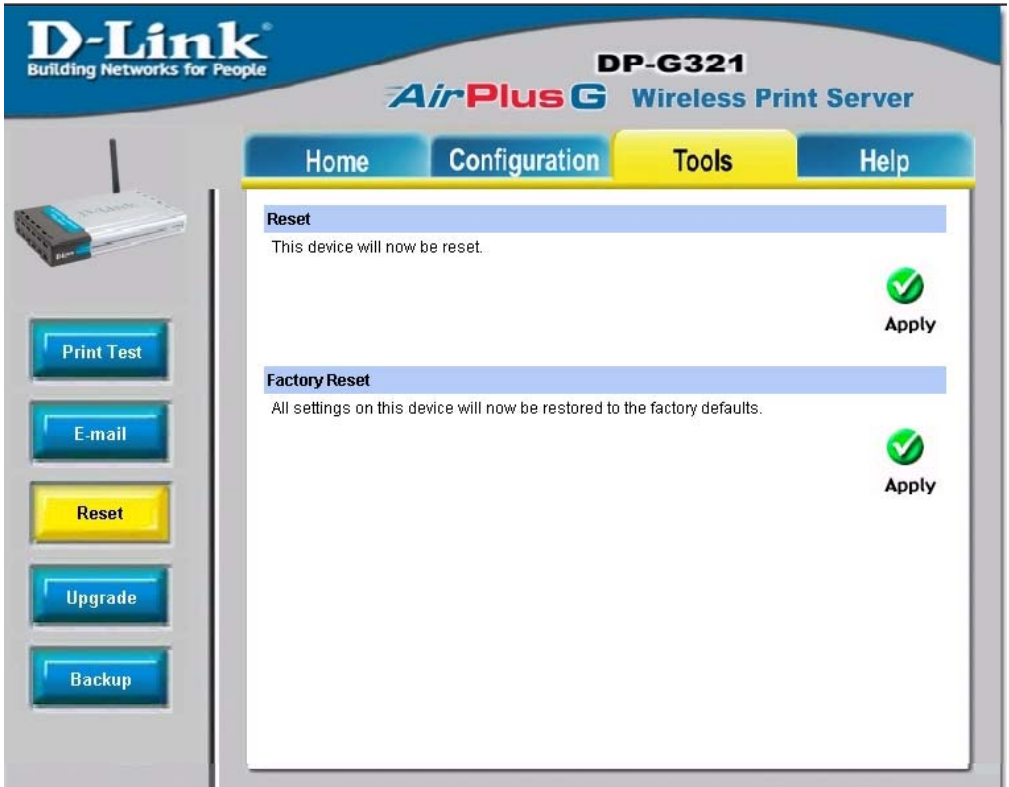 D-Link
Building Networks for People
DP-G321
AirPlus G Wireless Print Server
Home
Configuration
Tools
Help
Reset
This device will now be reset.
Apply
Factory Reset
All settings on this device will now be restored to the factory defaults.
Apply
Print Test
E-mail
Reset
Upgrade
Backup
D-Link